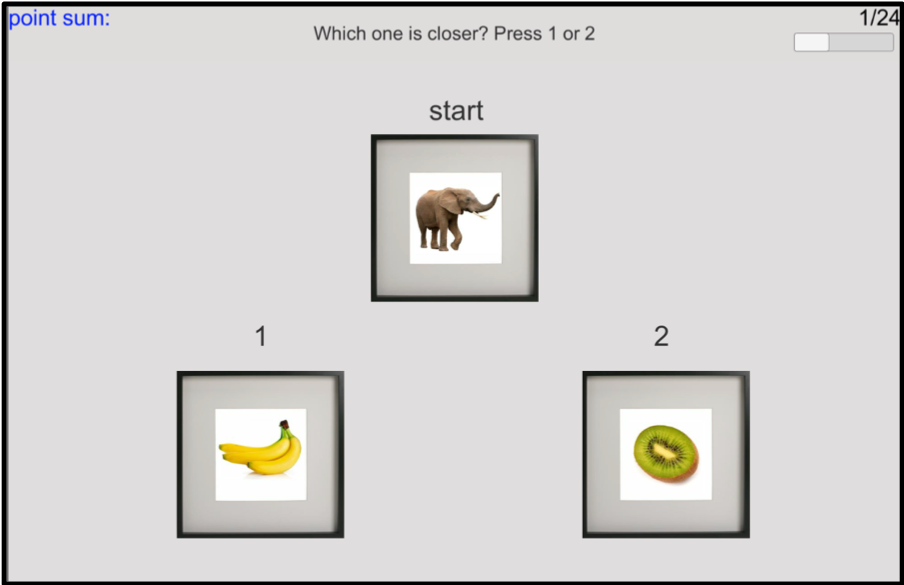 point sum:
1/24
Which one is closer? Press 1 or 2
start
1
2